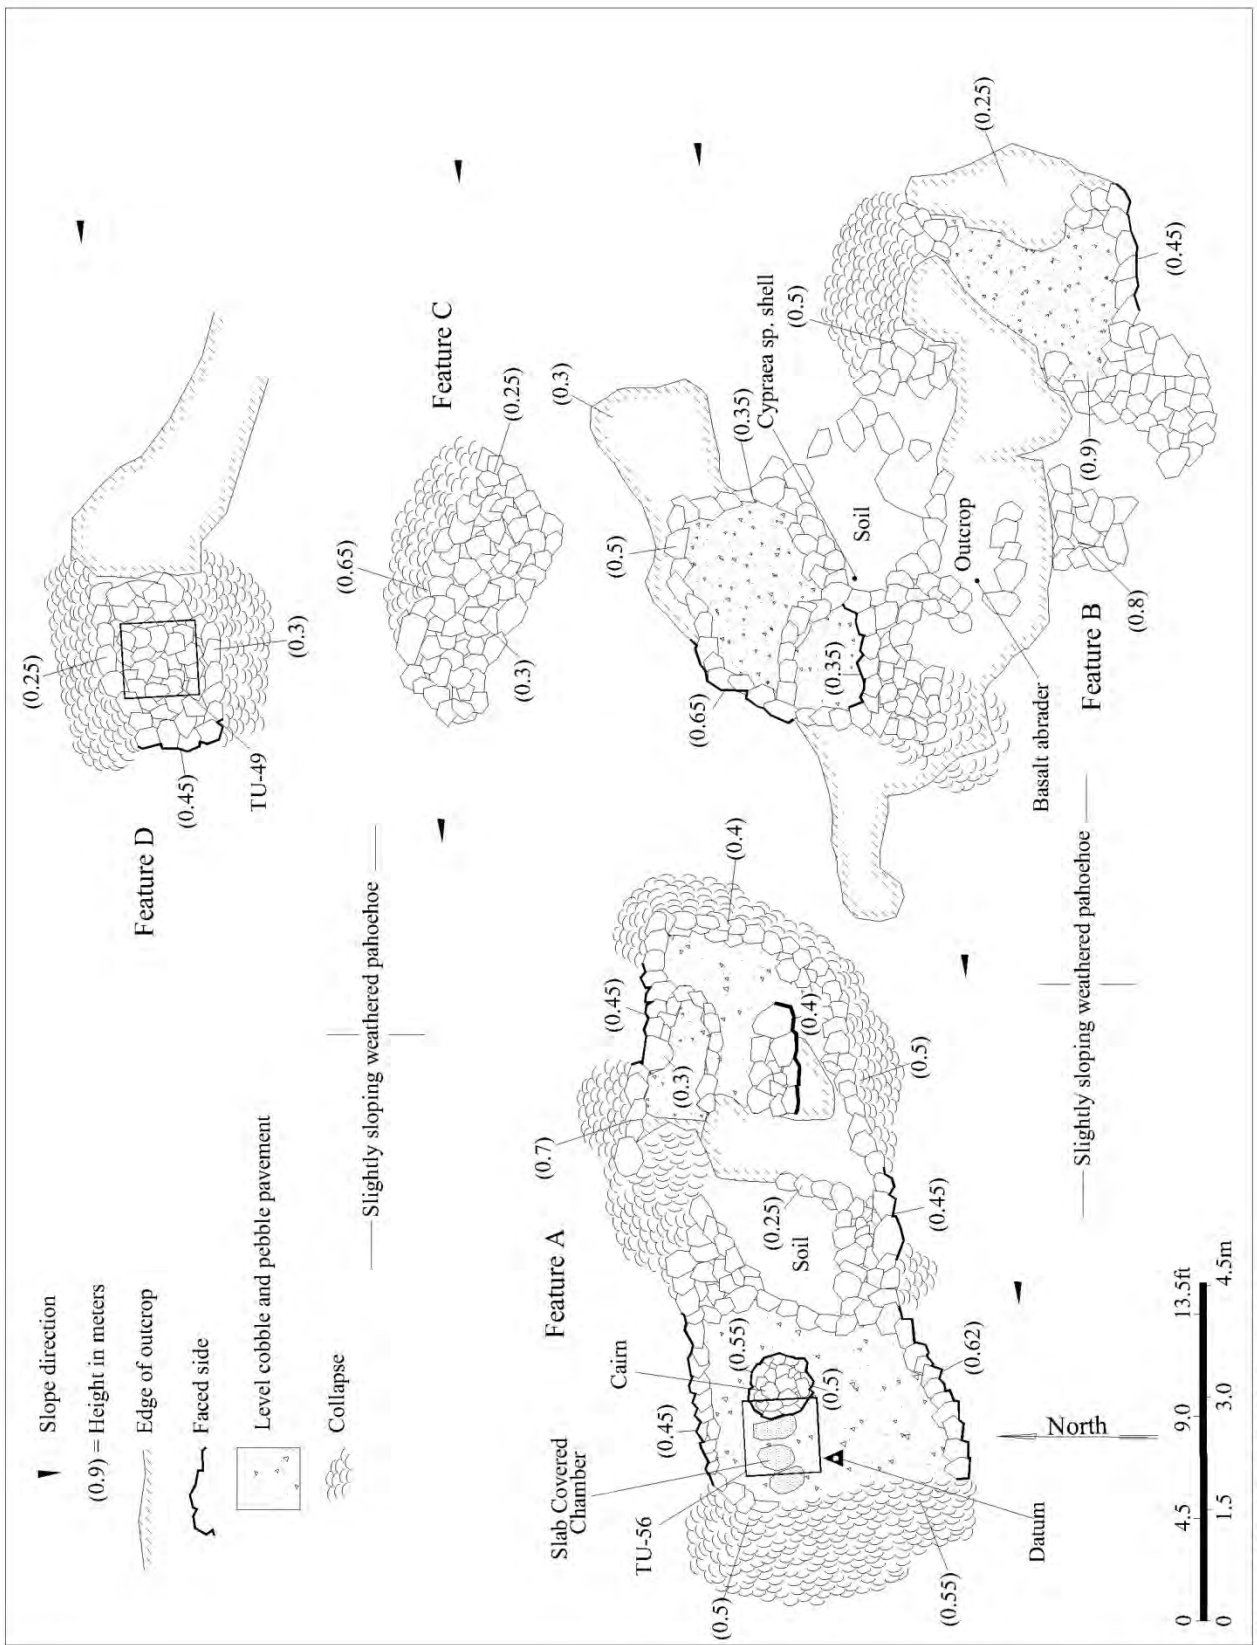 Slope direction
(0.9) = Height in meters
Edge of outcrop
Faced side
Level cobble and pebble pavement
Collapse
Slightly sloping weathered pahoehoe
Feature D
(0.25)
(0.45)
TU-49
(0.3)
Feature C
(0.65)
(0.3)
(0.25)
Feature A
(0.7)
(0.45)
(0.3)
(0.4)
(0.4)
(0.5)
(0.25)
Soil
(0.45)
Cairn
(0.55)
(0.5)
(0.45)
Slab Covered
Chamber
TU-56
(0.5)
(0.55)
Datum
(0.62)
North
Feature B
(0.3)
(0.5)
(0.35)
Cypraea sp. shell
(0.5)
(0.65)
(0.35)
Soil
Outcrop
Basalt abrader
(0.8)
(0.9)
(0.45)
(0.25)
Slightly sloping weathered pahoehoe
0 4.5 9.0 13.5ft
0 1.5 3.0 4.5m